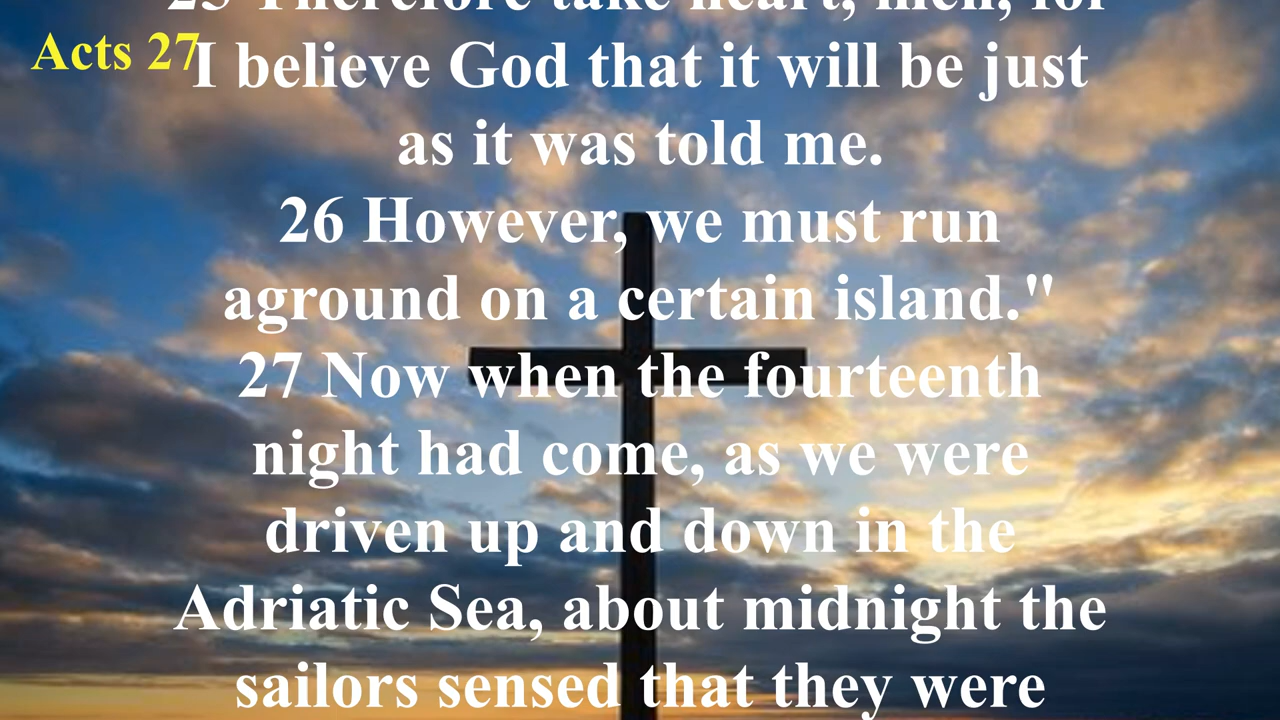 25 Therefore take heart, men, for
Acts 27
I believe God that it will be just
as it was told me.
26 However, we must run
aground on a certain island."
27 Now when the fourteenth
night had come, as we were
driven up and down in the
Adriatic Sea, about midnight the
sailors sensed that they were